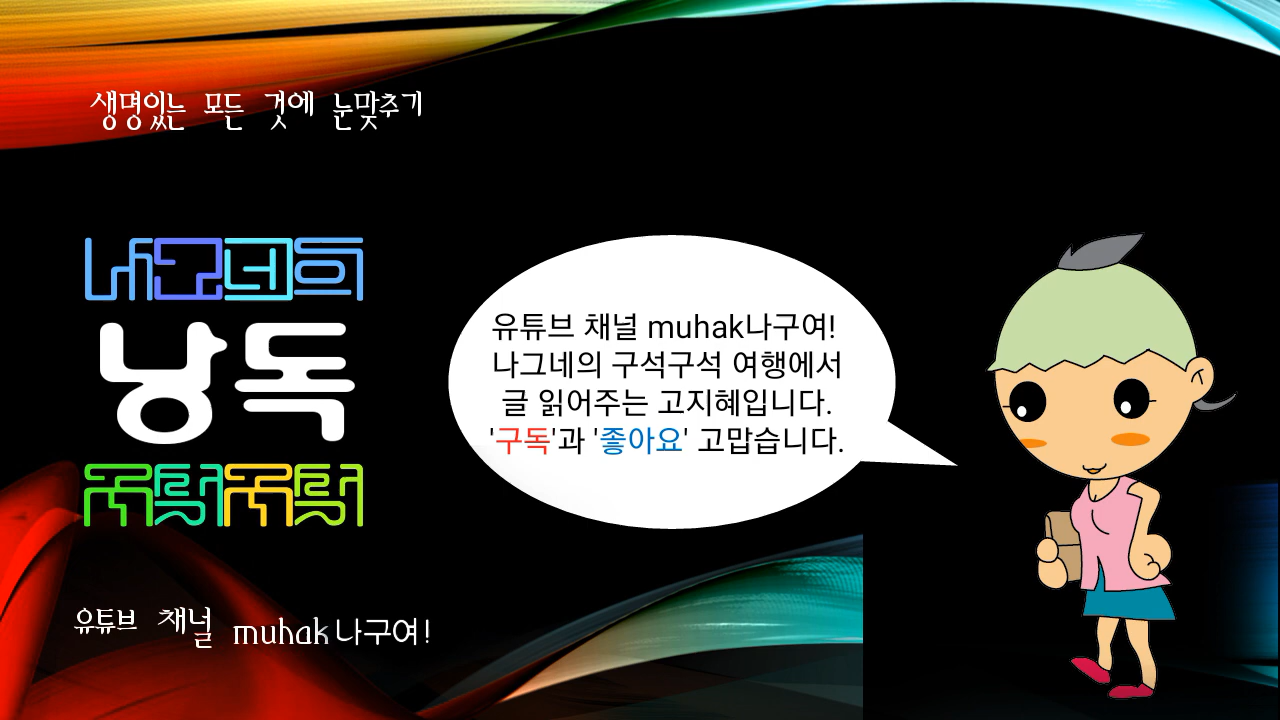 생명있는 모든 것에 눈맞추기
나그네의
낭독
구석구석
유튜브 채널 muhak나구여!
나그네의 구석구석 여행에서
글 읽어주는 고지혜입니다.
'구독'과 '좋아요' 고맙습니다.
유튜브 채널 muhak나구여!